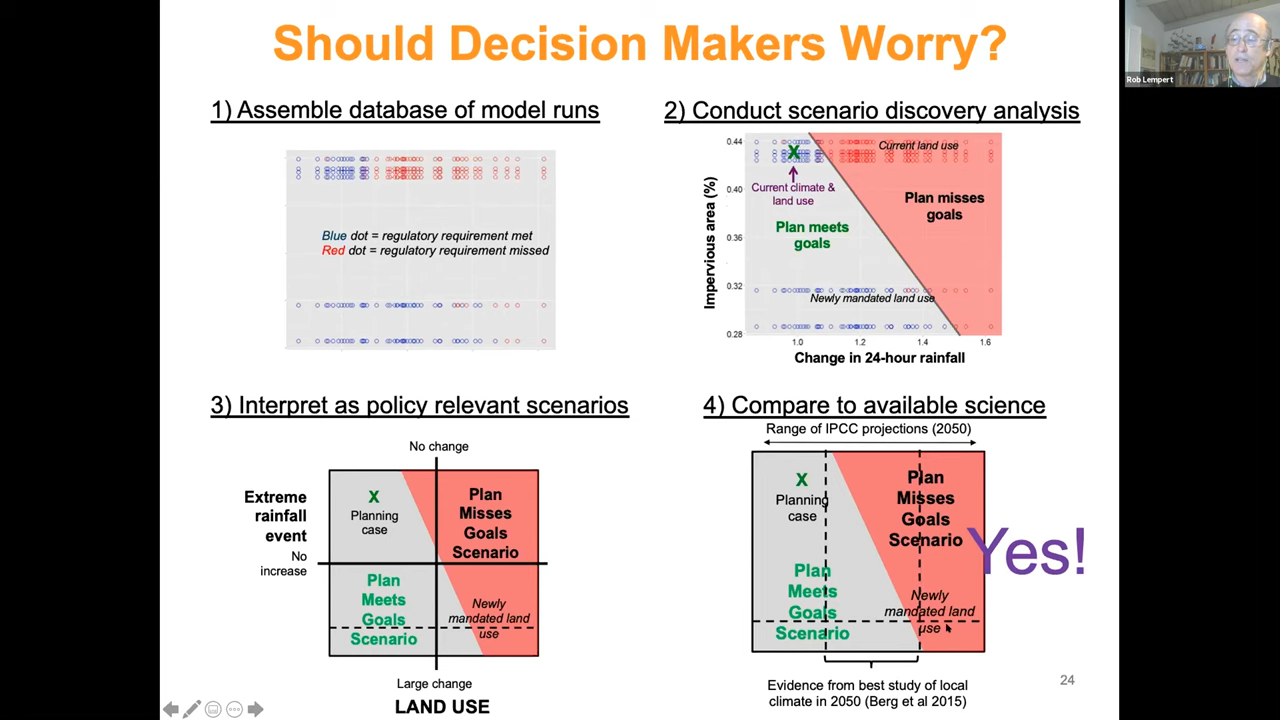 Should Decision Makers Worry?
Rob Lempert
1) Assemble database of model runs
Blue dot = regulatory requirement met
Red dot = regulatory requirement missed
2) Conduct scenario discovery analysis
Impervious area (%)
0.44
0.40
0.36
0.32
0.28
X
Current land use
Current climate &
land use
Plan misses
goals
Plan meets
goals
Newly mandated land use
1.0
1.2
1.4
1.6
Change in 24-hour rainfall
3) Interpret as policy relevant scenarios
No change
Extreme
rainfall
event
No
increase
X
Planning
case
Plan
Misses
Goals
Scenario
Plan
Meets
Goals
Scenario
Newly
mandated land
use
Large change
LAND USE
4) Compare to available science
Range of IPCC projections (2050)
X
Planning
case
Plan
Misses
Goals
Scenario
Yes!
Plan
Meets
Goals
Scenario
Newly
mandated land
use
Evidence from best study of local
climate in 2050 (Berg et al 2015)
24